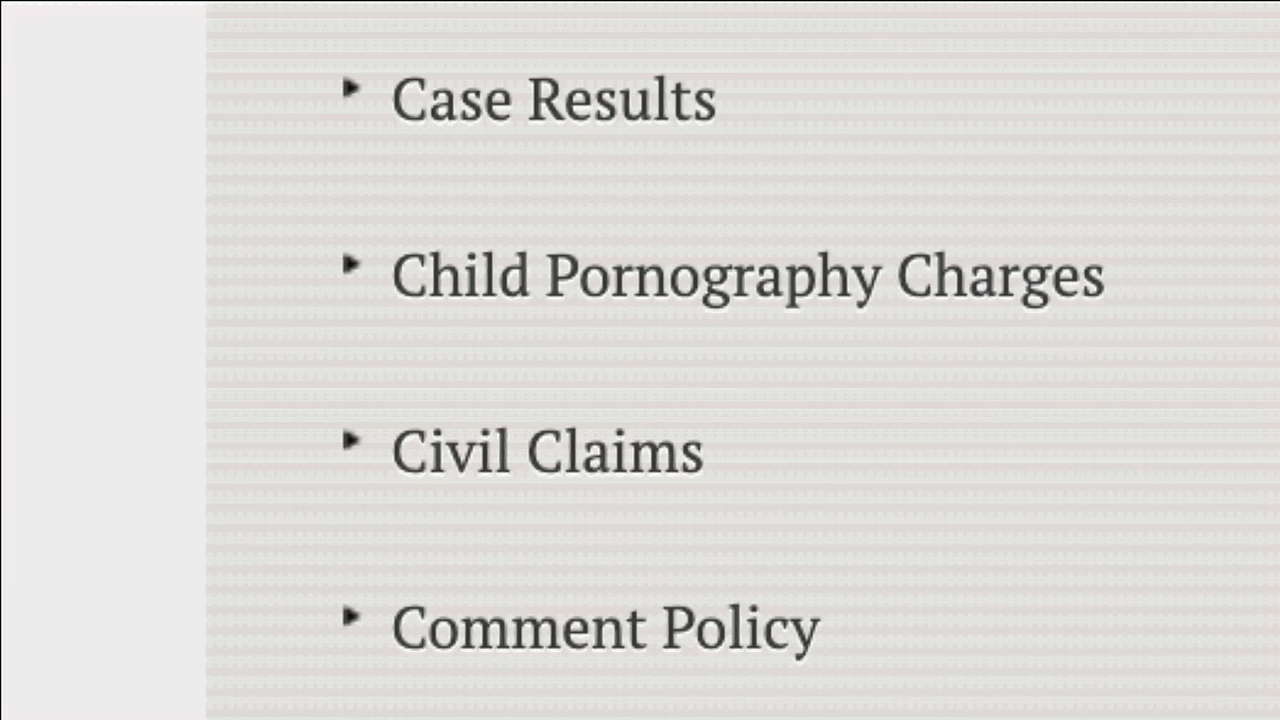 Case Results
Child Pornography Charges
Civil Claims
Comment Policy